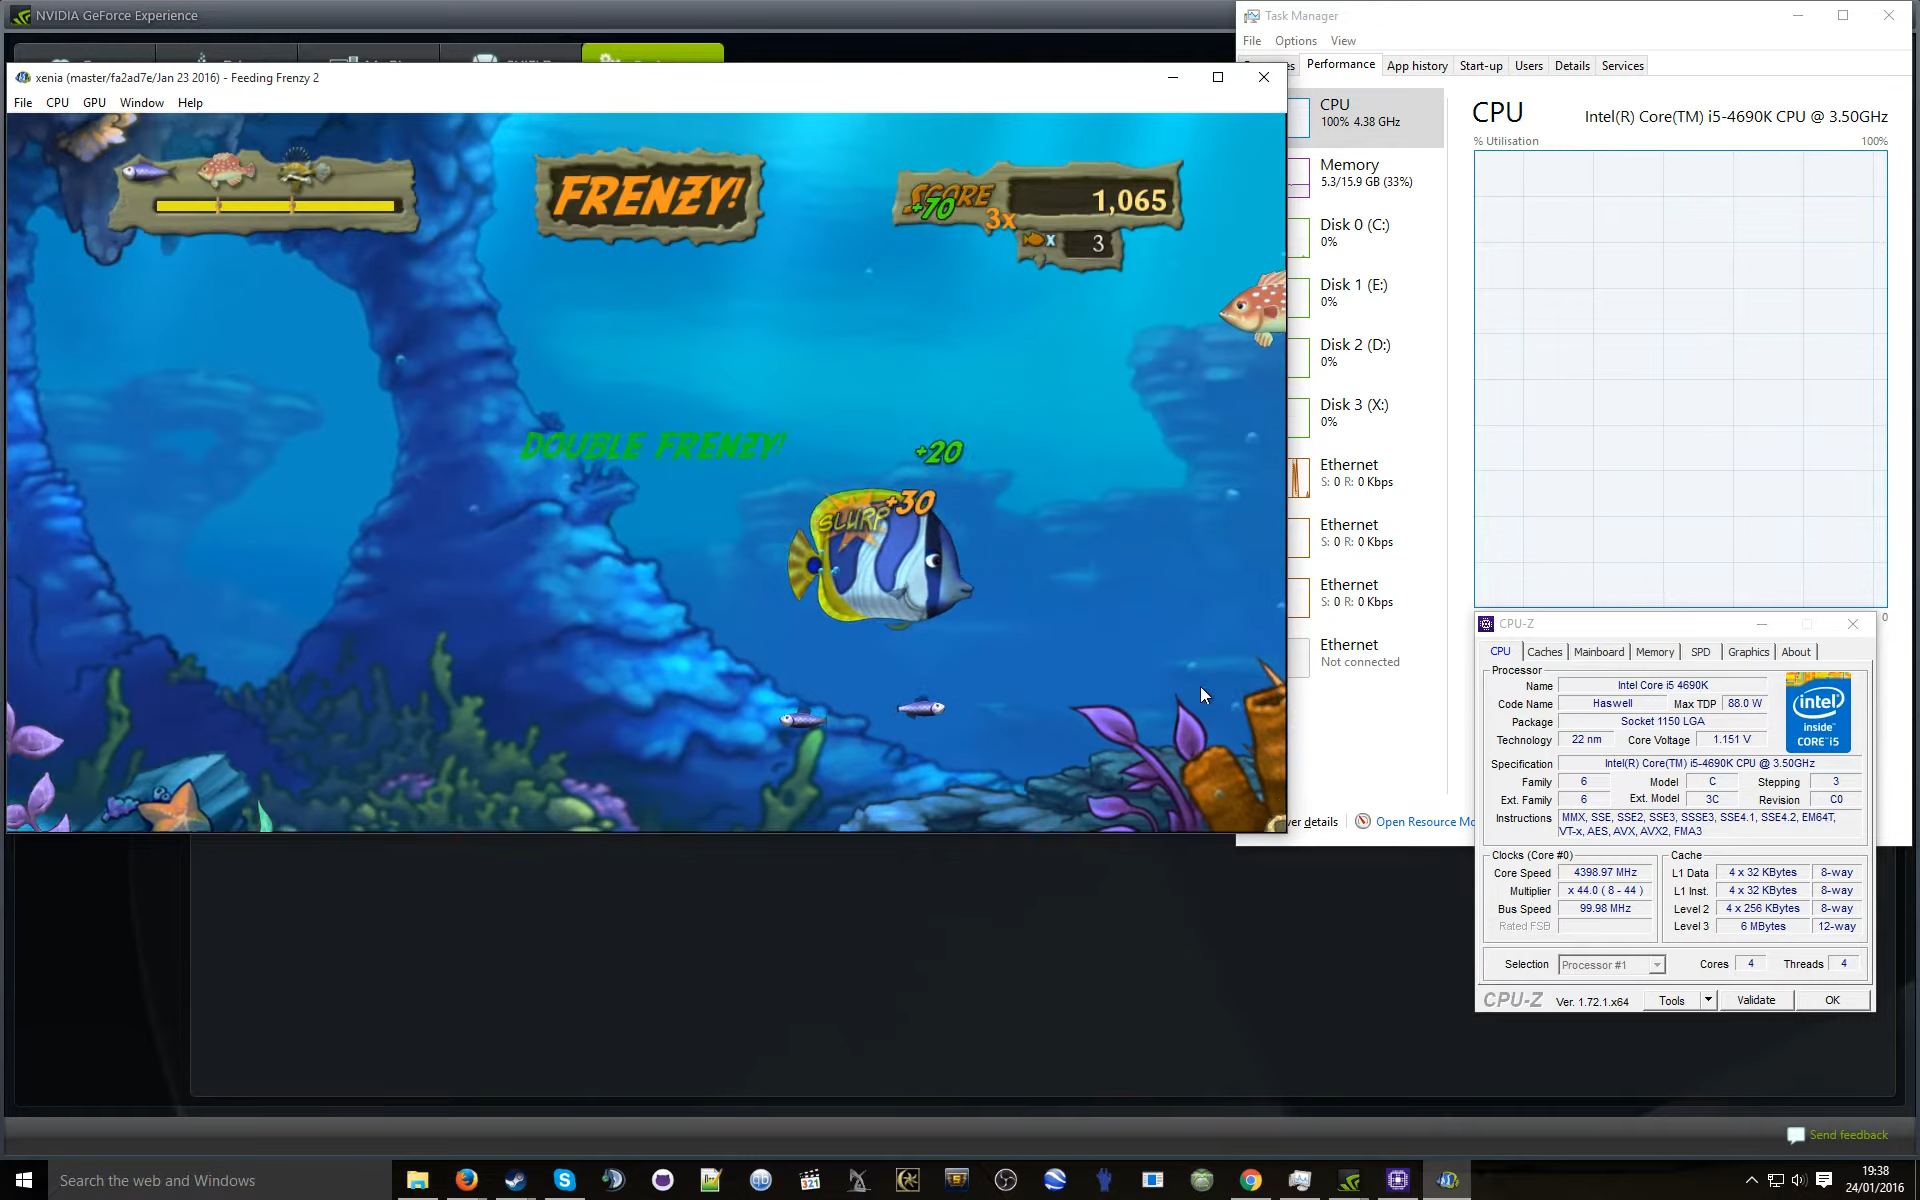 NVIDIA GeForce Experience
xenia (master/fa2ad7e/Jan 23 2016) - Feeding Frenzy 2
File CPU GPU Window Help
FRENZY!
SCORE
+70
3x
1,065
x 3
DOUBLE FRENZY!
+20
+30
SLURP
Task Manager
File Options View
Performance App history Start-up Users Details Services
CPU
100% 4.38 GHz
Memory
5.3/15.9 GB (33%)
Disk 0 (C:)
0%
Disk 1 (E:)
0%
Disk 2 (D:)
0%
Disk 3 (X:)
0%
Ethernet
S: 0 R: 0 Kbps
Ethernet
S: 0 R: 0 Kbps
Ethernet
S: 0 R: 0 Kbps
Ethernet
Not connected
CPU Intel(R) Core(TM) i5-4690K CPU @ 3.50GHz
% Utilisation 100%
0
details Open Resource
CPU-Z
CPU Caches Mainboard Memory SPD Graphics About
Processor
Name Intel Core i5 4690K
Code Name Haswell Max TDP 88.0 W
Package Socket 1150 LGA
Technology 22 nm Core Voltage 1.151 V
intel
inside™
CORE™i5
Specification Intel(R) Core(TM) i5-4690K CPU @ 3.50GHz
Family 6 Model C Stepping 3
Ext. Family 6 Ext. Model 3C Revision C0
Instructions MMX, SSE, SSE2, SSE3, SSSE3, SSE4.1, SSE4.2, EM64T,
VT-x, AES, AVX, AVX2, FMA3
Clocks (Core #0)
Core Speed 4398.97 MHz
Multiplier x 44.0 ( 8 - 44 )
Bus Speed 99.98 MHz
Rated FSB
Cache
L1 Data 4 x 32 KBytes 8-way
L1 Inst. 4 x 32 KBytes 8-way
Level 2 4 x 256 KBytes 8-way
Level 3 6 MBytes 12-way
Selection Processor #1 Cores 4 Threads 4
CPU-Z Ver. 1.72.1.x64 Tools Validate OK
Send feedback
Search the web and Windows
qb
321
19:38
24/01/2016